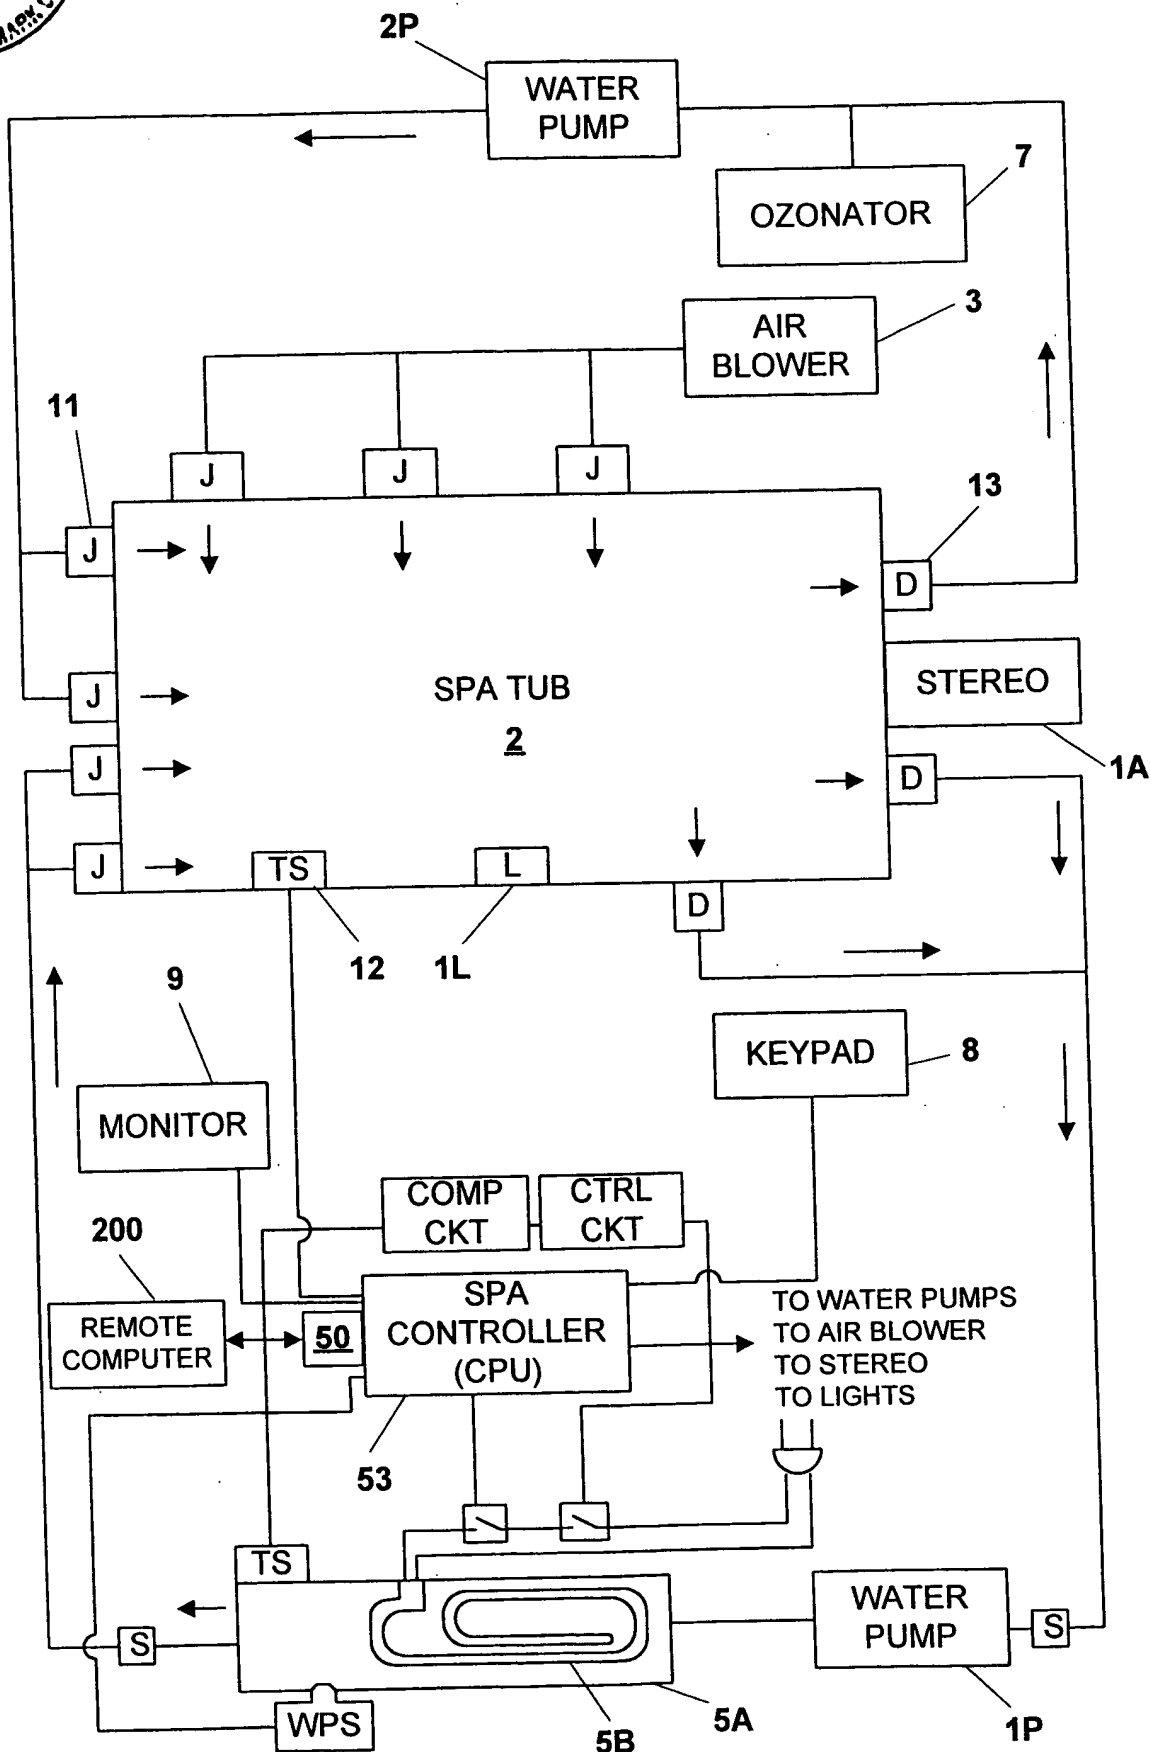 2P
WATER
PUMP
7
OZONATOR
3
AIR
BLOWER
11
J
J
J
13
J
D
STEREO
J
SPA TUB
2
1A
J
D
J
TS
L
D
12
1L
9
KEYPAD
8
MONITOR
COMP
CKT
CTRL
CKT
200
SPA
CONTROLLER
(CPU)
TO WATER PUMPS
TO AIR BLOWER
TO STEREO
TO LIGHTS
REMOTE
COMPUTER
50
53
TS
WATER
PUMP
S
S
WPS
5B
5A
1P